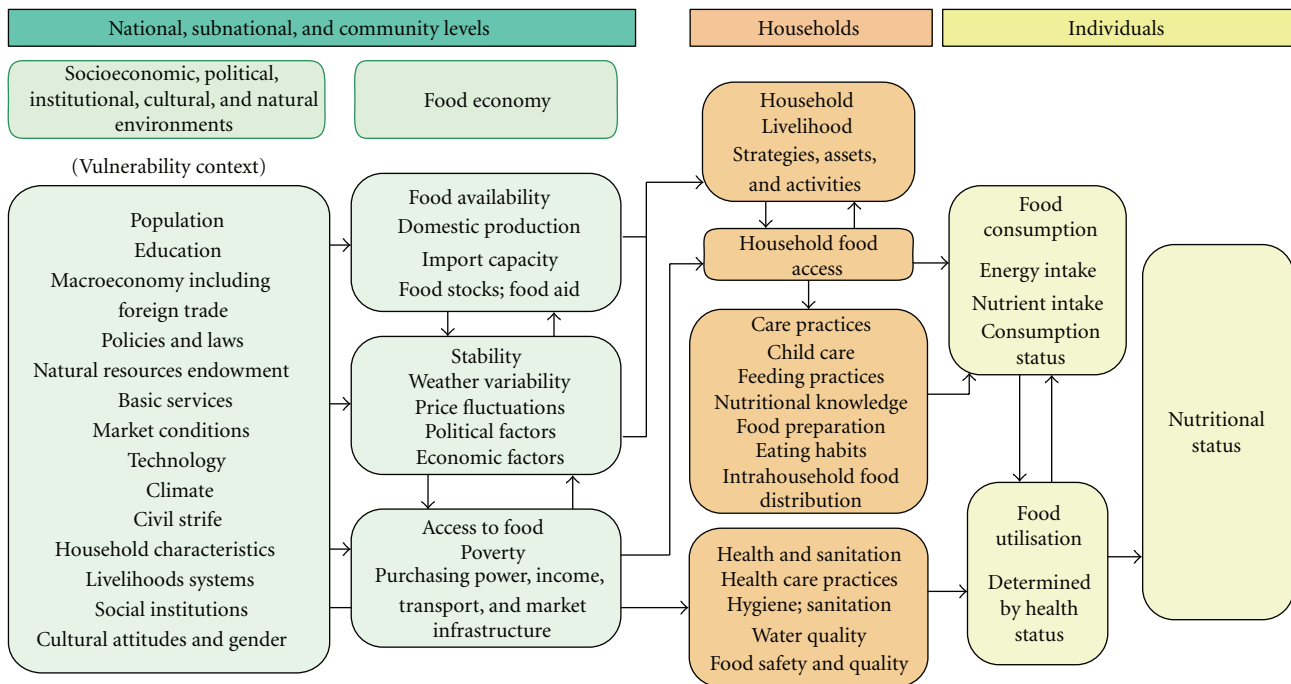 National, subnational, and community levels
Households
Individuals
Socioeconomic, political,
institutional, cultural, and natural
environments
Food economy
(Vulnerability context)
Population
Education
Macroeconomy including
foreign trade
Policies and laws
Natural resources endowment
Basic services
Market conditions
Technology
Climate
Civil strife
Household characteristics
Livelihoods systems
Social institutions
Cultural attitudes and gender
Food availability
Domestic production
Import capacity
Food stocks; food aid
Stability
Weather variability
Price fluctuations
Political factors
Economic factors
Access to food
Poverty
Purchasing power, income,
transport, and market
infrastructure
Household
Livelihood
Strategies, assets,
and activities
Household food
access
Care practices
Child care
Feeding practices
Nutritional knowledge
Food preparation
Eating habits
Intrahousehold food
distribution
Health and sanitation
Health care practices
Hygiene; sanitation
Water quality
Food safety and quality
Food
consumption
Energy intake
Nutrient intake
Consumption
status
Food
utilisation
Determined
by health
status
Nutritional
status